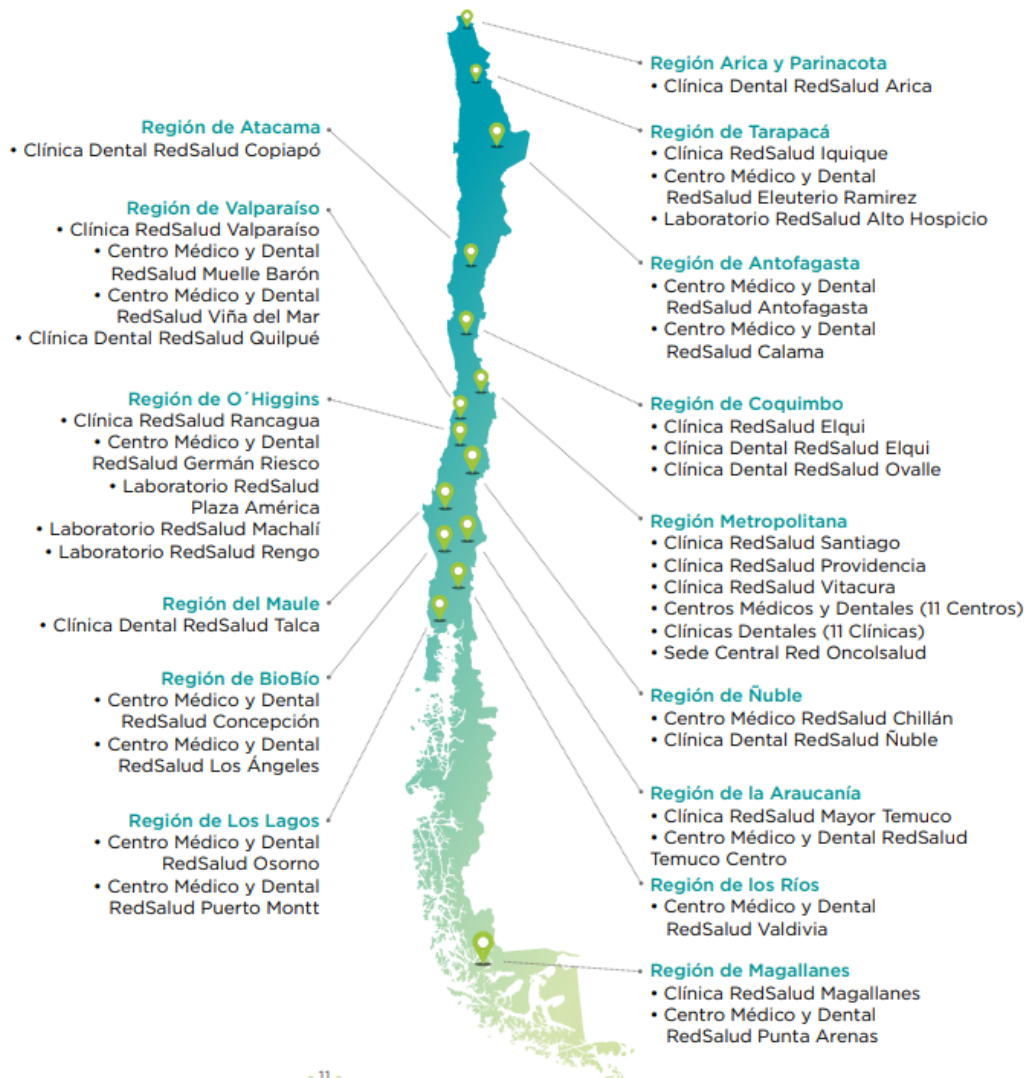 Región de Atacama
• Clínica Dental RedSalud Copiapó
Región de Valparaíso
• Clínica RedSalud Valparaíso
• Centro Médico y Dental
RedSalud Muelle Barón
• Centro Médico y Dental
RedSalud Viña del Mar
• Clínica Dental RedSalud Quilpué
Región de O´Higgins
• Clínica RedSalud Rancagua
• Centro Médico y Dental
RedSalud Germán Riesco
• Laboratorio RedSalud
Plaza América
• Laboratorio RedSalud Machalí
• Laboratorio RedSalud Rengo
Región del Maule
• Clínica Dental RedSalud Talca
Región de BioBío
• Centro Médico y Dental
RedSalud Concepción
• Centro Médico y Dental
RedSalud Los Ángeles
Región de Los Lagos
• Centro Médico y Dental
RedSalud Osorno
• Centro Médico y Dental
RedSalud Puerto Montt
Región Arica y Parinacota
• Clínica Dental RedSalud Arica
Región de Tarapacá
• Clínica RedSalud Iquique
• Centro Médico y Dental
RedSalud Eleuterio Ramirez
• Laboratorio RedSalud Alto Hospicio
Región de Antofagasta
• Centro Médico y Dental
RedSalud Antofagasta
• Centro Médico y Dental
RedSalud Calama
Región de Coquimbo
• Clínica RedSalud Elqui
• Clínica Dental RedSalud Elqui
• Clínica Dental RedSalud Ovalle
Región Metropolitana
• Clínica RedSalud Santiago
• Clínica RedSalud Providencia
• Clínica RedSalud Vitacura
• Centros Médicos y Dentales (11 Centros)
• Clínicas Dentales (11 Clínicas)
• Sede Central Red Oncolsalud
Región de Ñuble
• Centro Médico RedSalud Chillán
• Clínica Dental RedSalud Ñuble
Región de la Araucanía
• Clínica RedSalud Mayor Temuco
• Centro Médico y Dental RedSalud
Temuco Centro
Región de los Ríos
• Centro Médico y Dental
RedSalud Valdivia
Región de Magallanes
• Clínica RedSalud Magallanes
• Centro Médico y Dental
RedSalud Punta Arenas
- 11 -